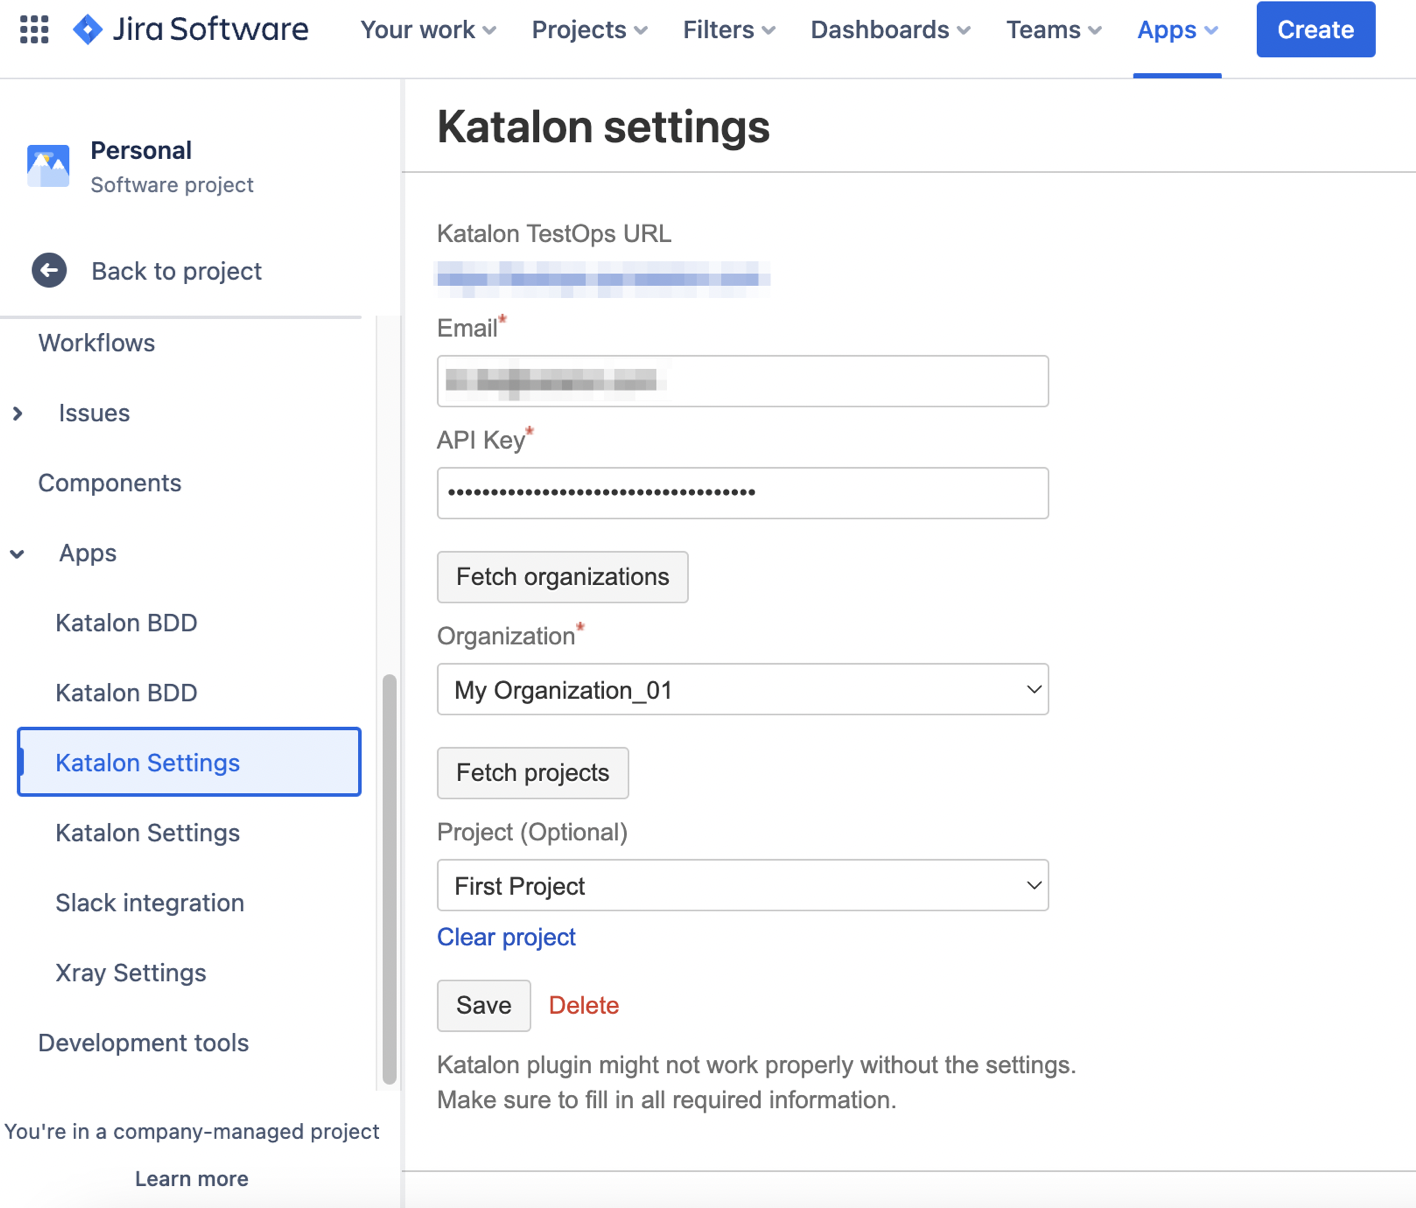 Jira Software
Your work
Projects
Filters
Dashboards
Teams
Apps
Create
Personal
Software project
Back to project
Workflows
Issues
Components
Apps
Katalon BDD
Katalon BDD
Katalon Settings
Katalon Settings
Slack integration
Xray Settings
Development tools
You're in a company-managed project
Learn more
Katalon settings
Katalon TestOps URL
Email*
API Key*
••••••••••••••••••••••••••••••••••••
Fetch organizations
Organization*
My Organization_01
Fetch projects
Project (Optional)
First Project
Clear project
Save Delete
Katalon plugin might not work properly without the settings.
Make sure to fill in all required information.